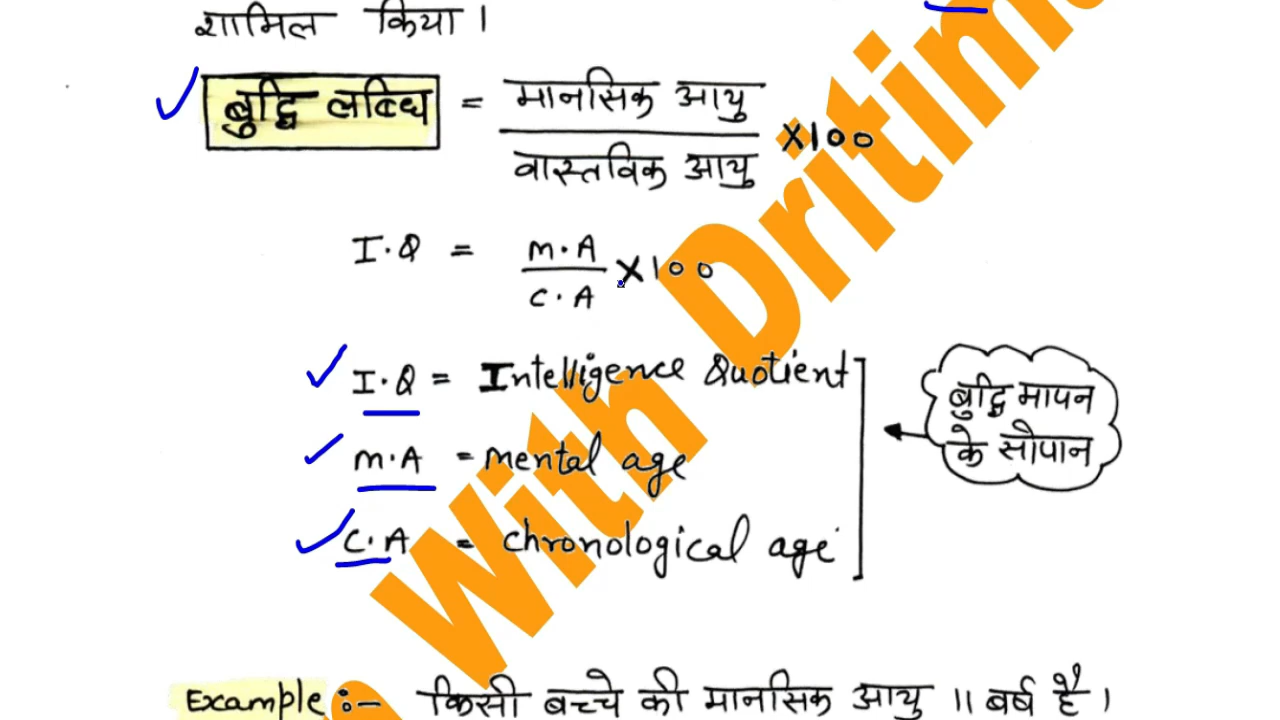 शामिल किया।
बुद्धि लब्धि = मानसिक आयु / वास्तविक आयु X100
I.Q = M.A / C.A X100
I.Q = Intelligence Quotient
M.A = mental age
C.A = chronological age
बुद्धि मापन
के सोपान
Example :- किसी बच्चे की मानसिक आयु 11 वर्ष है।
With Dritim